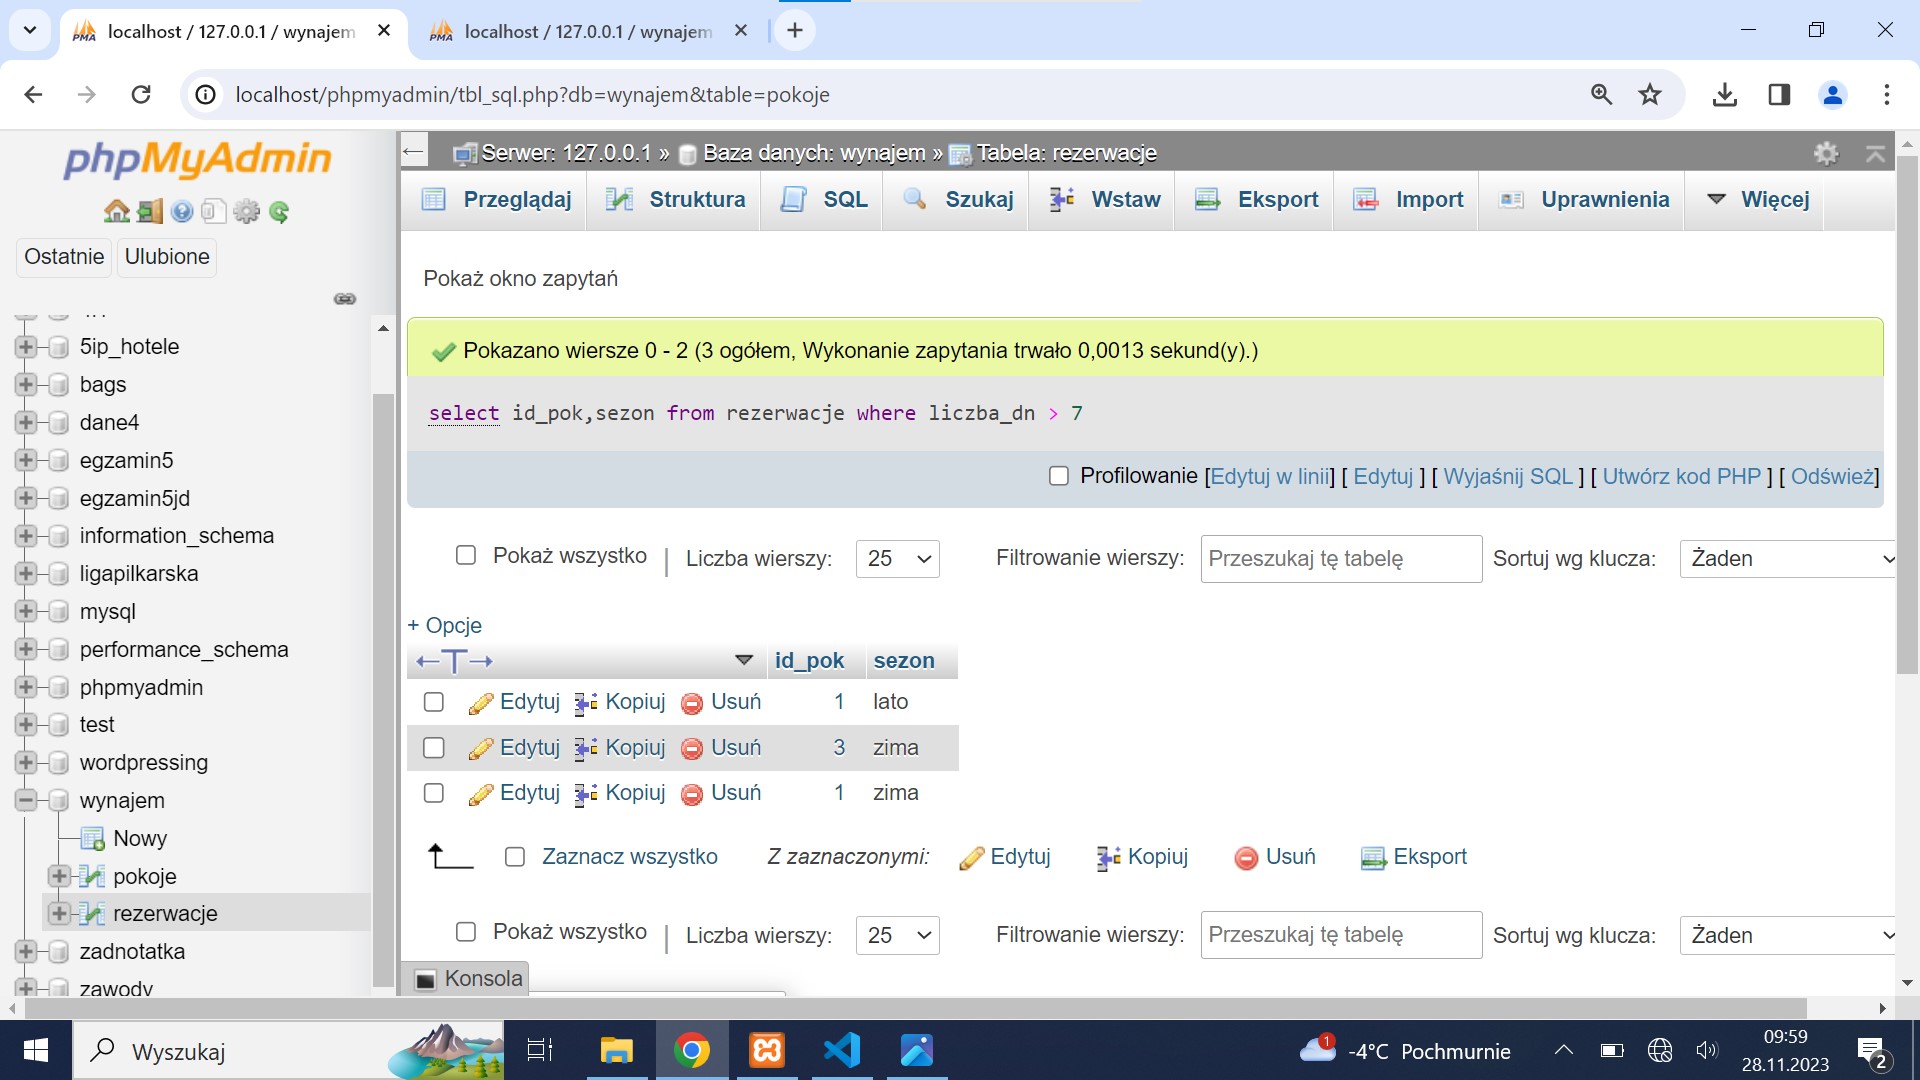 localhost / 127.0.0.1 / wynajem
localhost / 127.0.0.1 / wynajem
localhost/phpmyadmin/tbl_sql.php?db=wynajem&table=pokoje
phpMyAdmin
Ostatnie
Ulubione
5ip_hotele
bags
dane4
egzamin5
egzamin5jd
information_schema
ligapilkarska
mysql
performance_schema
phpmyadmin
test
wordpressing
wynajem
Nowy
pokoje
rezerwacje
zadnotatka
zawody
Serwer: 127.0.0.1 » Baza danych: wynajem » Tabela: rezerwacje
Przeglądaj Struktura SQL Szukaj Wstaw Eksport Import Uprawnienia Więcej
Pokaż okno zapytań
Pokazano wiersze 0 - 2 (3 ogółem, Wykonanie zapytania trwało 0,0013 sekund(y).)
select id_pok,sezon from rezerwacje where liczba_dn > 7
Profilowanie [Edytuj w linii] [ Edytuj ] [ Wyjaśnij SQL ] [ Utwórz kod PHP ] [ Odśwież]
Pokaż wszystko | Liczba wierszy: 25 Filtrowanie wierszy: Przeszukaj tę tabelę Sortuj wg klucza: Żaden
+ Opcje
←T→ id_pok sezon
Edytuj Kopiuj Usuń 1 lato
Edytuj Kopiuj Usuń 3 zima
Edytuj Kopiuj Usuń 1 zima
Zaznacz wszystko Z zaznaczonymi: Edytuj Kopiuj Usuń Eksport
Pokaż wszystko | Liczba wierszy: 25 Filtrowanie wierszy: Przeszukaj tę tabelę Sortuj wg klucza: Żaden
Konsola
Wyszukaj
1
-4°C Pochmurnie
09:59
28.11.2023
2